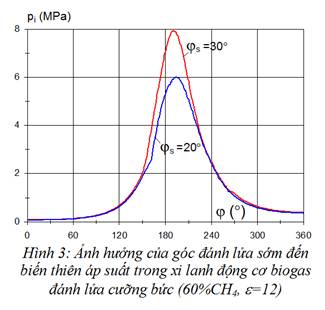 pᵢ (MPa)
8
φₛ =30°
6
4
φₛ =20°
2
φ (°)
0
0 60 120 180 240 300 360
Hình 3: Ảnh hưởng của góc đánh lửa sớm đến
biến thiên áp suất trong xi lanh động cơ biogas
đánh lửa cưỡng bức (60%CH₄, ε=12)